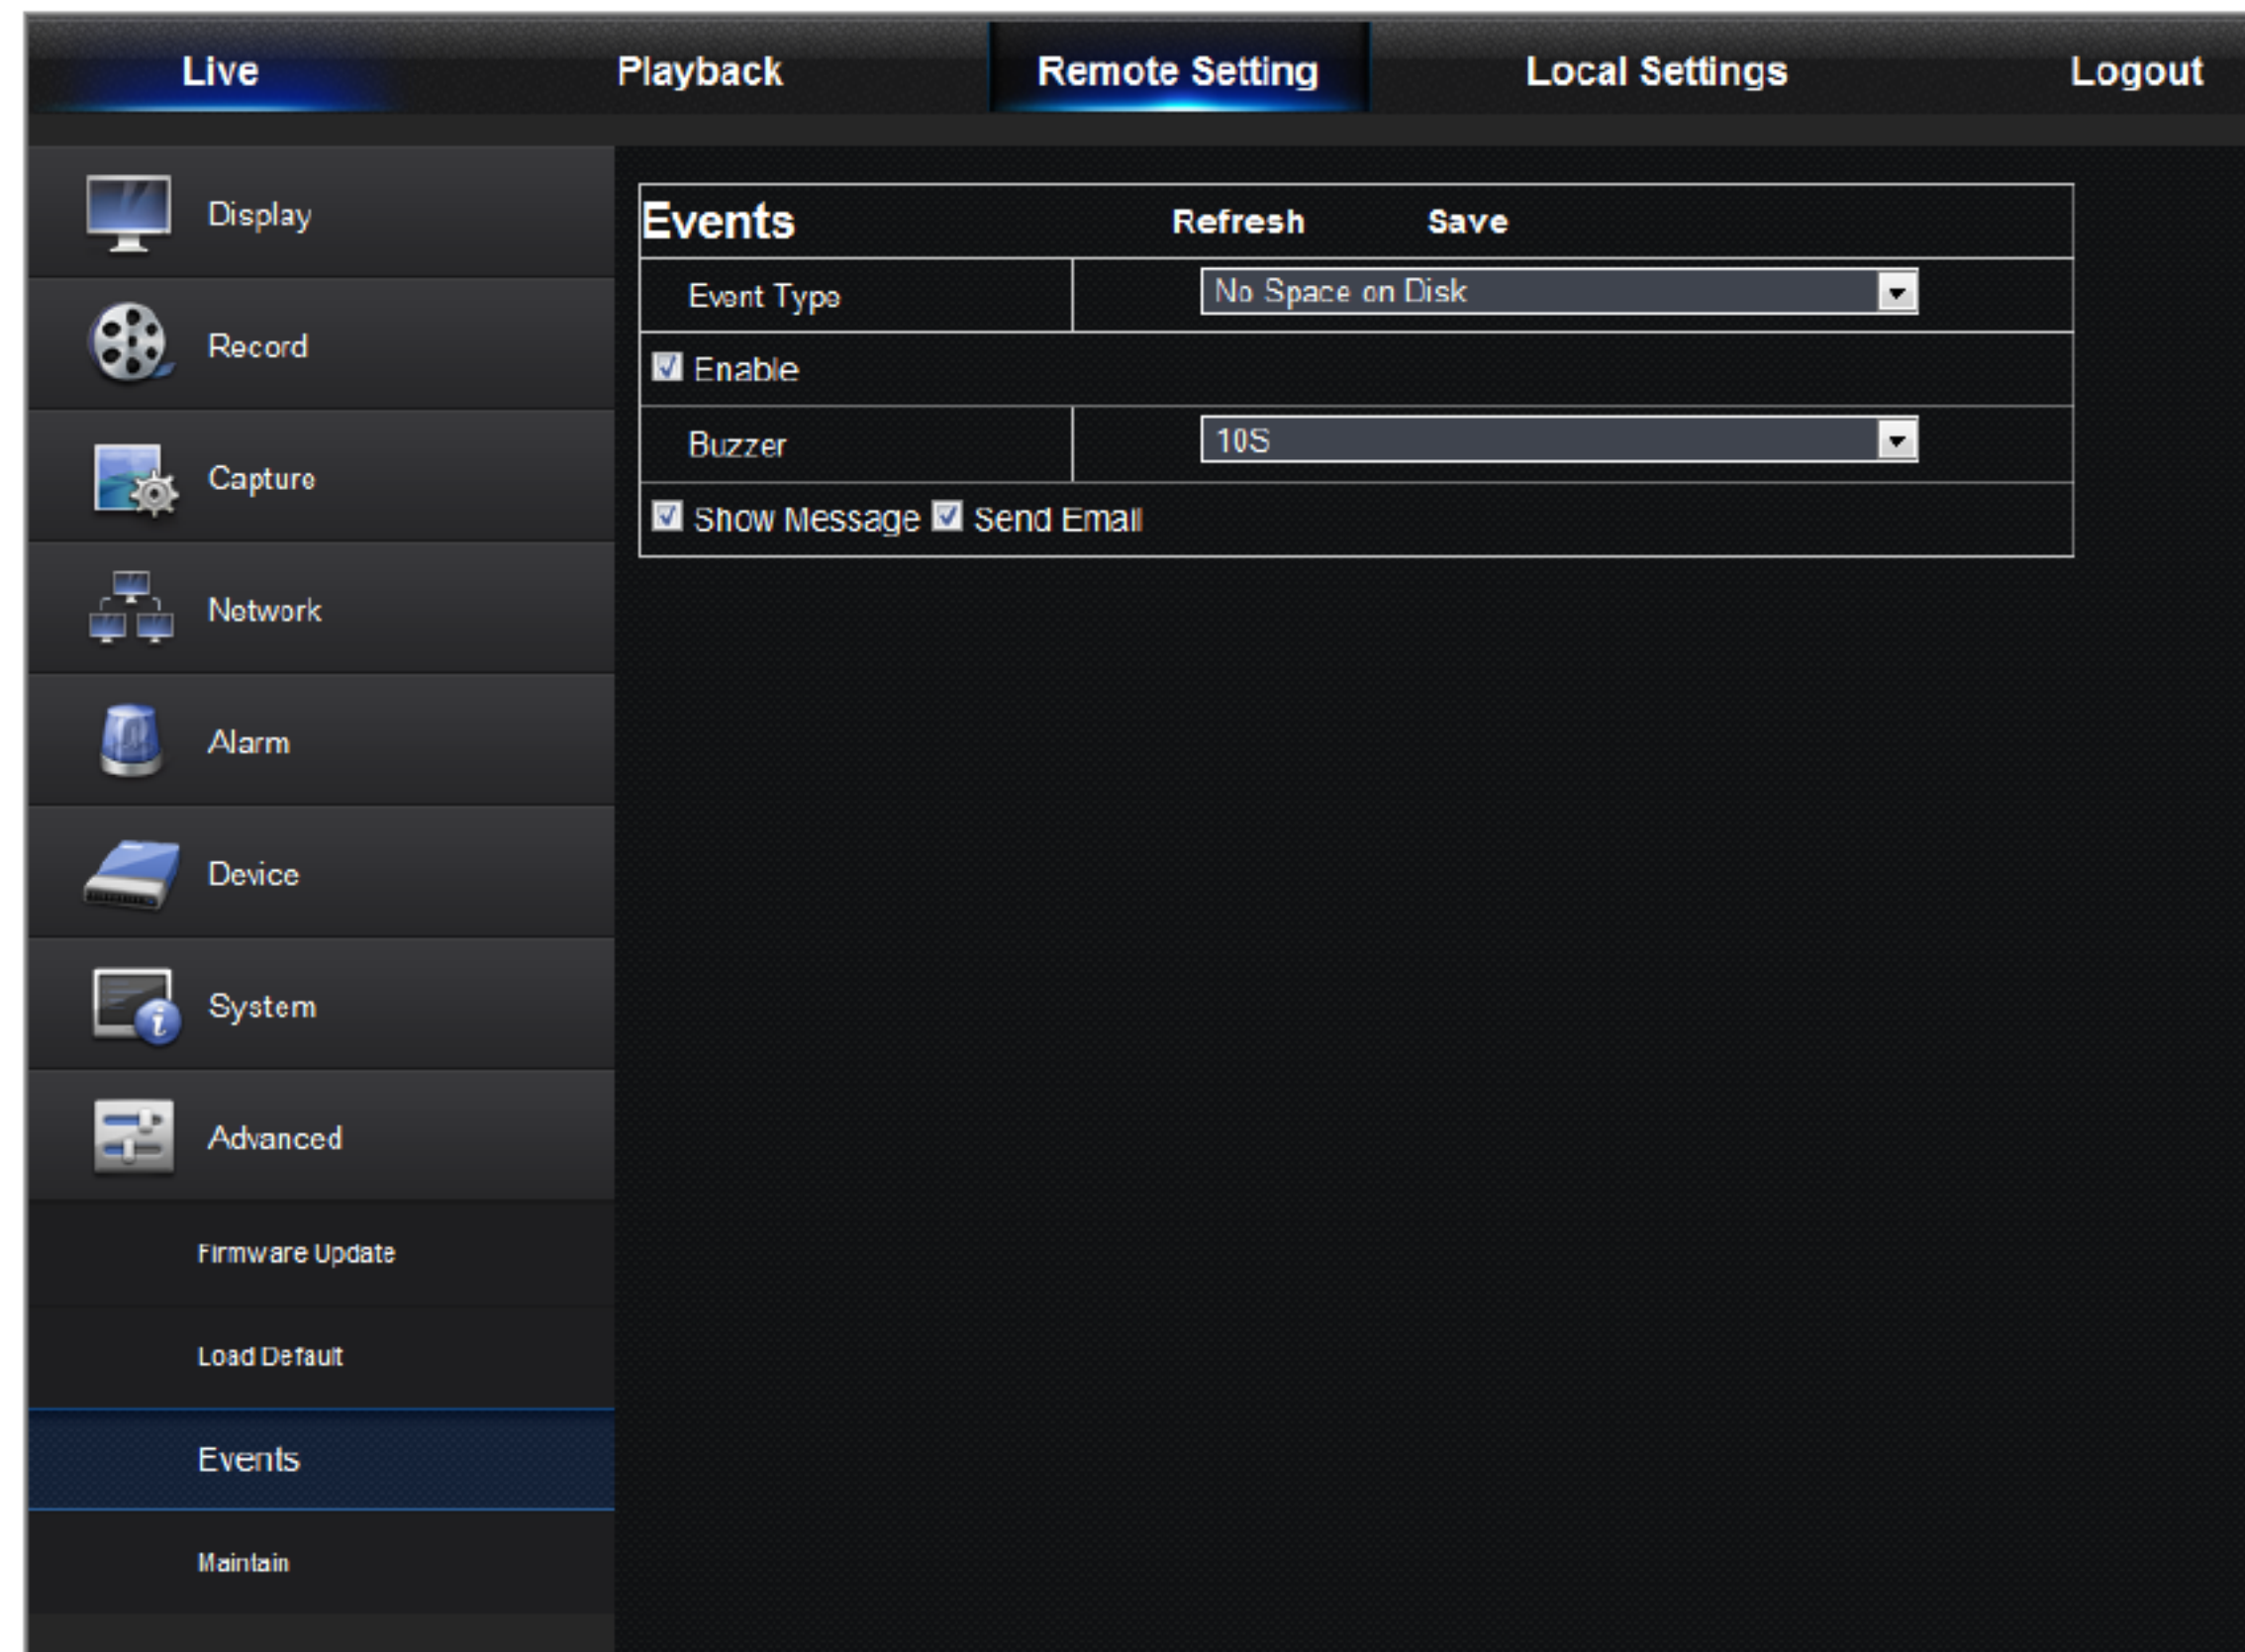 Live Playback Remote Setting Local Settings Logout
Display
Record
Capture
Network
Alarm
Device
System
Advanced
Firmware Update
Load Default
Events
Maintain
Events Refresh Save
Event Type No Space on Disk
Enable
Buzzer 10S
Show Message Send Email